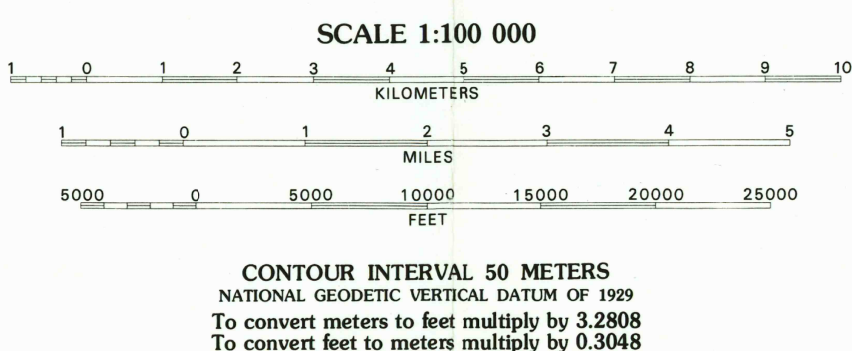 SCALE 1:100 000
1 0 1 2 3 4 5 6 7 8 9 10
KILOMETERS
1 0 1 2 3 4 5
MILES
5000 0 5000 10000 15000 20000 25000
FEET
CONTOUR INTERVAL 50 METERS
NATIONAL GEODETIC VERTICAL DATUM OF 1929
To convert meters to feet multiply by 3.2808
To convert feet to meters multiply by 0.3048